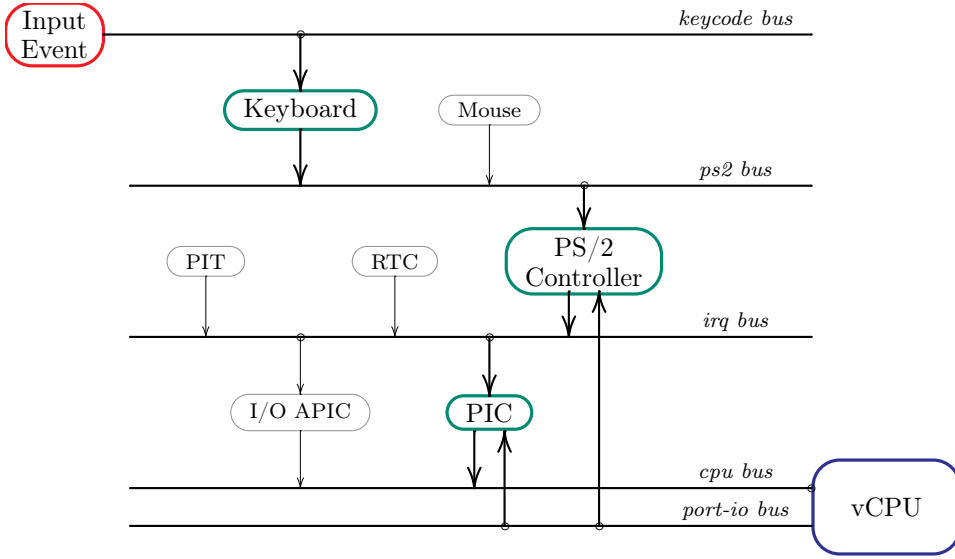 Input
Event
keycode bus
Keyboard
Mouse
ps2 bus
PIT
RTC
PS/2
Controller
irq bus
I/O APIC
PIC
cpu bus
vCPU
port-io bus